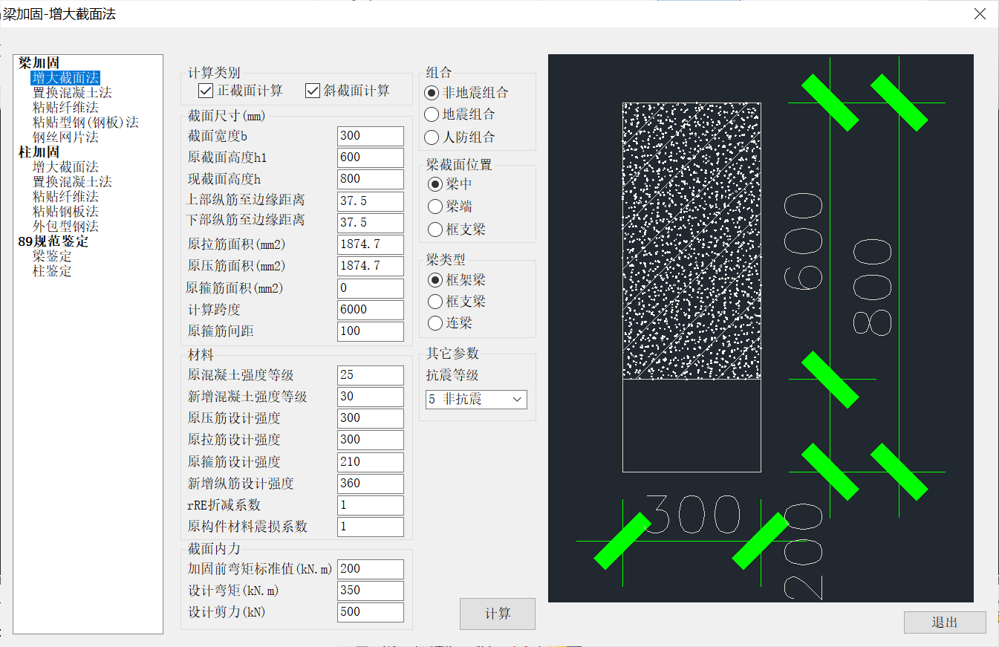 梁加固-增大截面法
梁加固
增大截面法
置换混凝土法
粘贴纤维法
粘贴型钢(钢板)法
钢丝网片法
柱加固
增大截面法
置换混凝土法
粘贴纤维法
粘贴钢板法
外包型钢法
89规范鉴定
梁鉴定
柱鉴定
计算类别
正截面计算 斜截面计算
截面尺寸(mm)
截面宽度b 300
原截面高度h1 600
现截面高度h 800
上部纵筋至边缘距离 37.5
下部纵筋至边缘距离 37.5
原拉筋面积(mm2) 1874.7
原压筋面积(mm2) 1874.7
原箍筋面积(mm2) 0
计算跨度 6000
原箍筋间距 100
材料
原混凝土强度等级 25
新增混凝土强度等级 30
原压筋设计强度 300
原拉筋设计强度 300
原箍筋设计强度 210
新增纵筋设计强度 360
rRE折减系数 1
原构件材料震损系数 1
截面内力
加固前弯矩标准值(kN.m) 200
设计弯矩(kN.m) 350
设计剪力(kN) 500
组合
非地震组合
地震组合
人防组合
梁截面位置
梁中
梁端
框支梁
梁类型
框架梁
框支梁
连梁
其它参数
抗震等级
5 非抗震
计算
600
800
300
200
退出